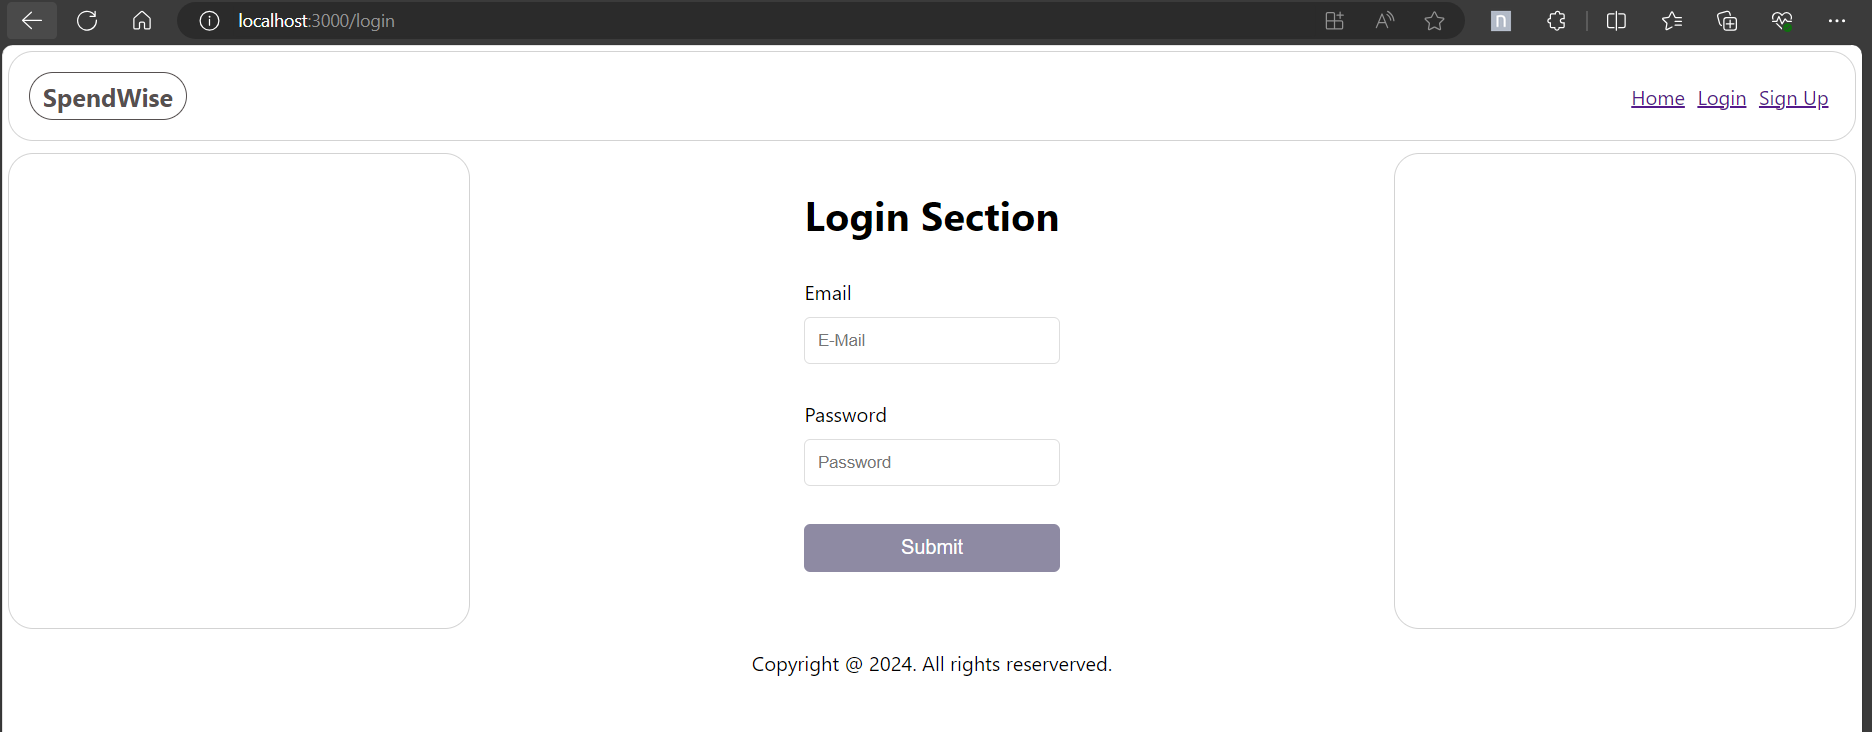 localhost:3000/login
SpendWise
Home Login Sign Up
Login Section
Email
E-Mail
Password
Password
Submit
Copyright @ 2024. All rights reserverved.